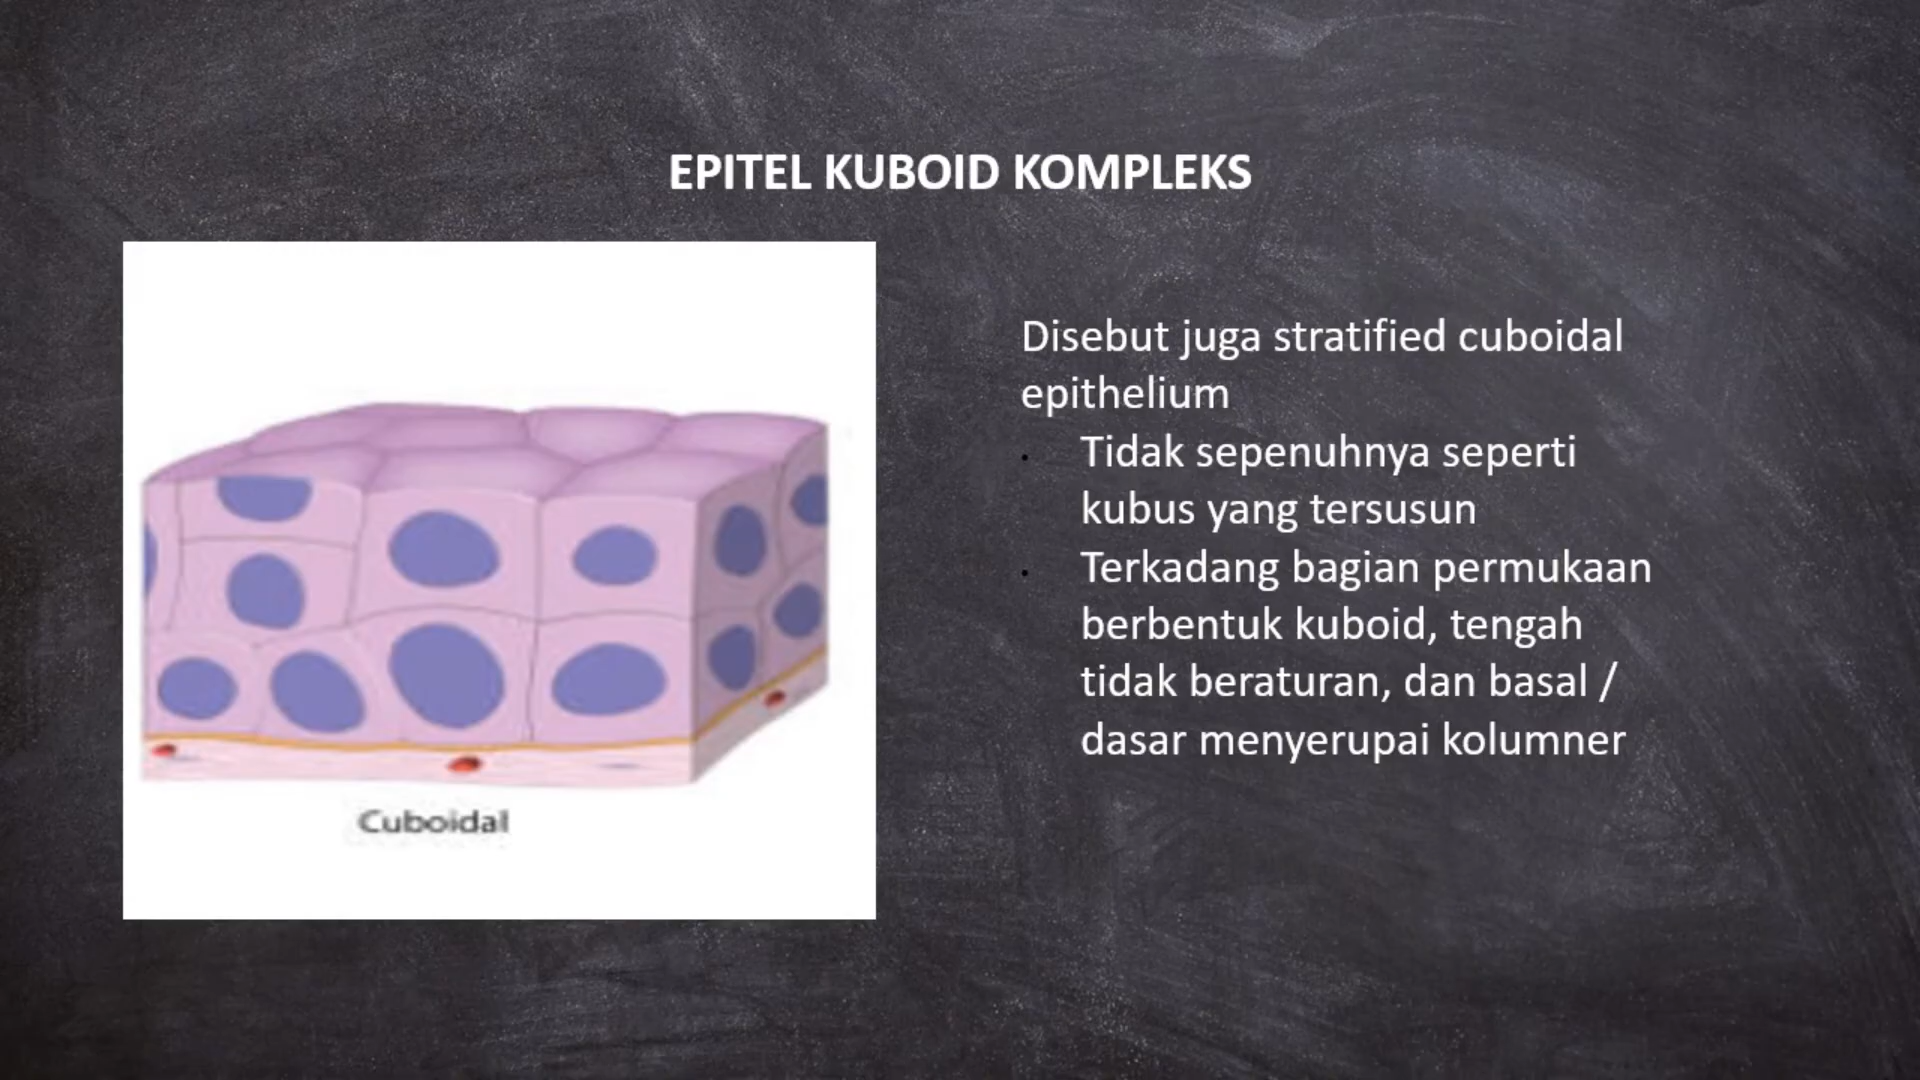 EPITEL KUBOID KOMPLEKS
Disebut juga stratified cuboidal
epithelium
• Tidak sepenuhnya seperti
kubus yang tersusun
• Terkadang bagian permukaan
berbentuk kuboid, tengah
tidak beraturan, dan basal /
dasar menyerupai kolumner
Cuboidal